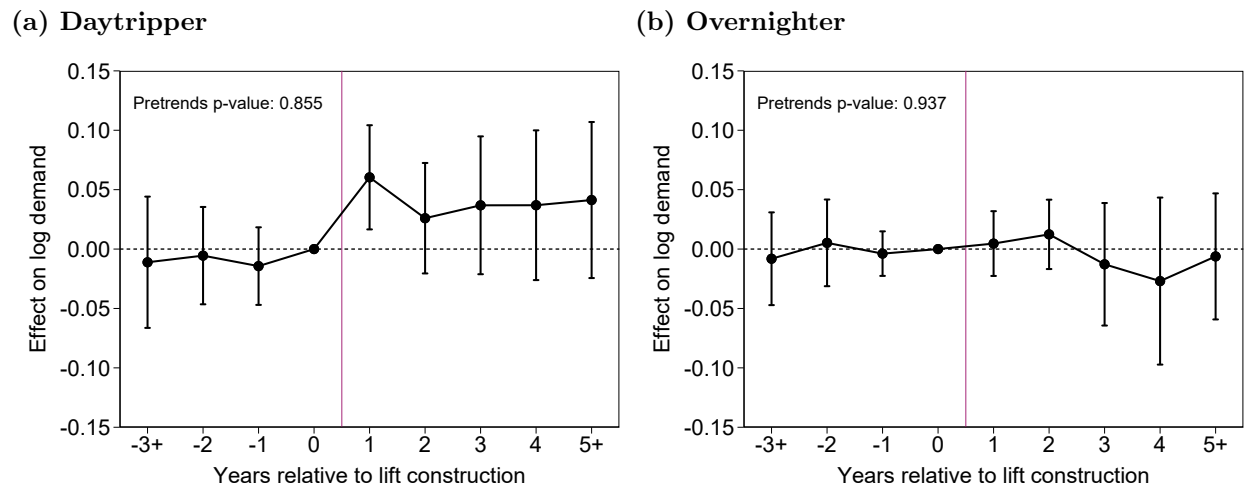 (a) Daytripper
Pretrends p-value: 0.855
Effect on log demand
0.15
0.10
0.05
0.00
-0.05
-0.10
-0.15
-3+ -2 -1 0 1 2 3 4 5+
Years relative to lift construction
(b) Overnighter
Pretrends p-value: 0.937
Effect on log demand
0.15
0.10
0.05
0.00
-0.05
-0.10
-0.15
-3+ -2 -1 0 1 2 3 4 5+
Years relative to lift construction